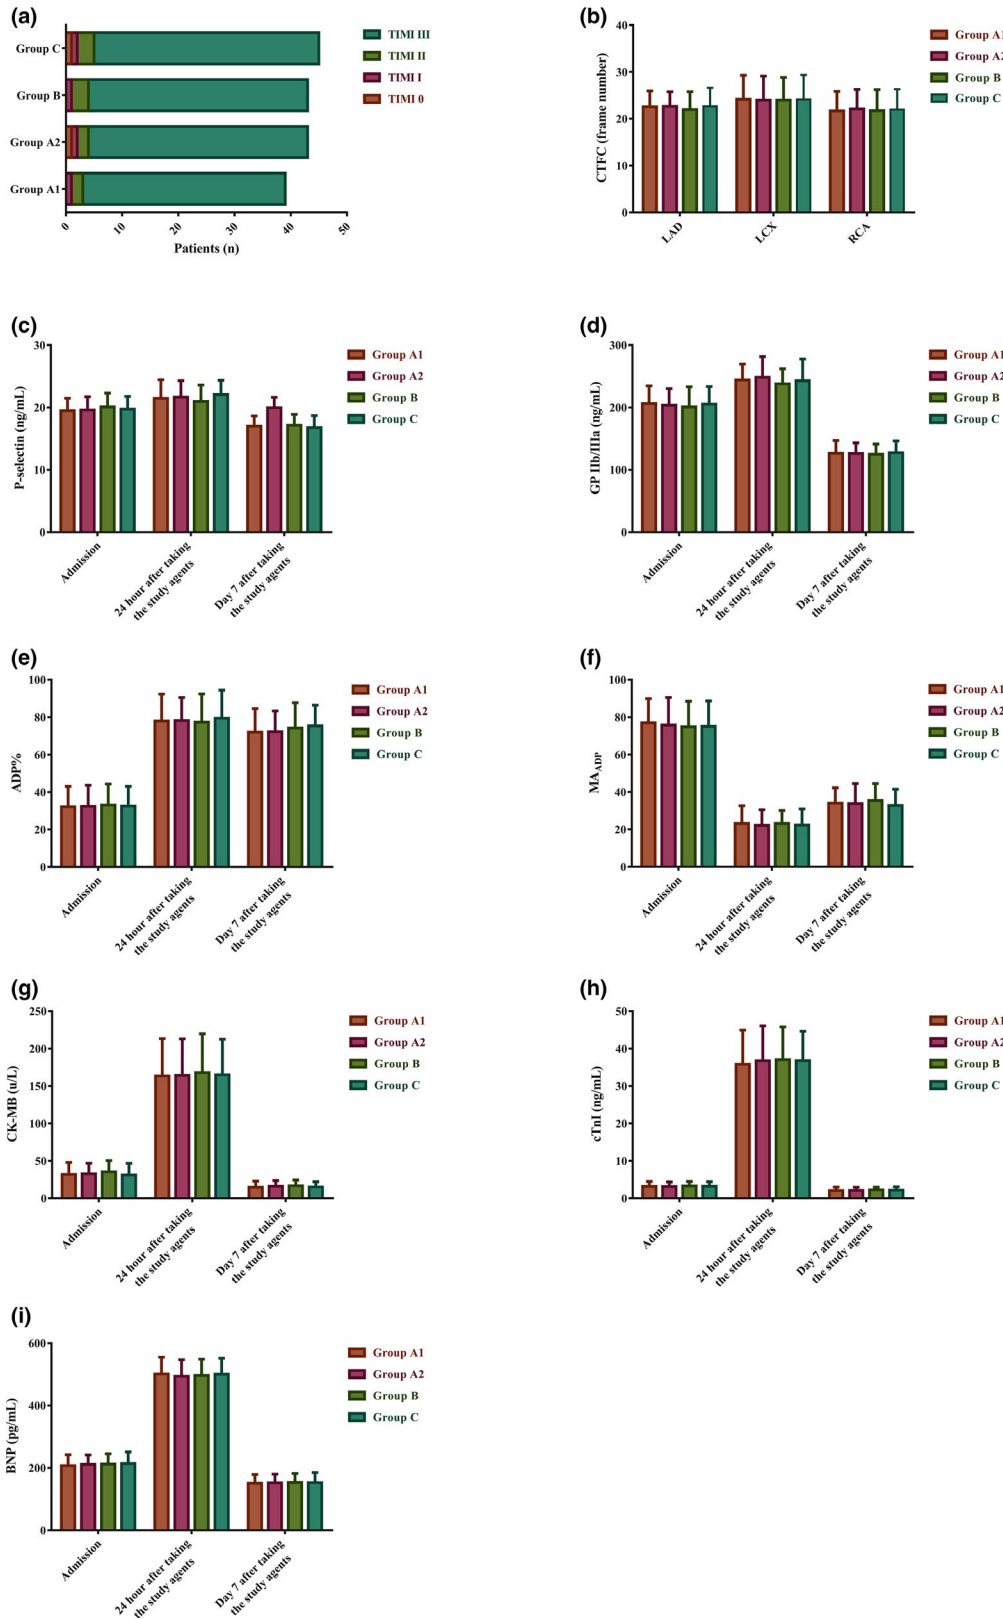 (a)
Group C
Group B
Group A2
Group A1
0
10
20
30
40
50
Patients (n)
TIMI III
TIMI II
TIMI I
TIMI 0
(b)
CTFC (frame number)
40
30
20
10
0
LAD
LCX
RCA
Group A1
Group A2
Group B
Group C
(c)
P-selectin (ng/mL)
30
20
10
0
Admission
24 hour after taking
the study agents
Day 7 after taking
the study agents
Group A1
Group A2
Group B
Group C
(d)
GP IIb/IIIa (ng/mL)
300
200
100
0
Admission
24 hour after taking
the study agents
Day 7 after taking
the study agents
Group A1
Group A2
Group B
Group C
(e)
ADP%
100
80
60
40
20
0
Admission
24 hour after taking
the study agents
Day 7 after taking
the study agents
Group A1
Group A2
Group B
Group C
(f)
MA_ADP
100
80
60
40
20
0
Admission
24 hour after taking
the study agents
Day 7 after taking
the study agents
Group A1
Group A2
Group B
Group C
(g)
CK-MB (u/L)
250
200
150
100
50
0
Admission
24 hour after taking
the study agents
Day 7 after taking
the study agents
Group A1
Group A2
Group B
Group C
(h)
cTnI (ng/mL)
50
40
30
20
10
0
Admission
24 hour after taking
the study agents
Day 7 after taking
the study agents
Group A1
Group A2
Group B
Group C
(i)
BNP (pg/mL)
600
400
200
0
Admission
24 hour after taking
the study agents
Day 7 after taking
the study agents
Group A1
Group A2
Group B
Group C